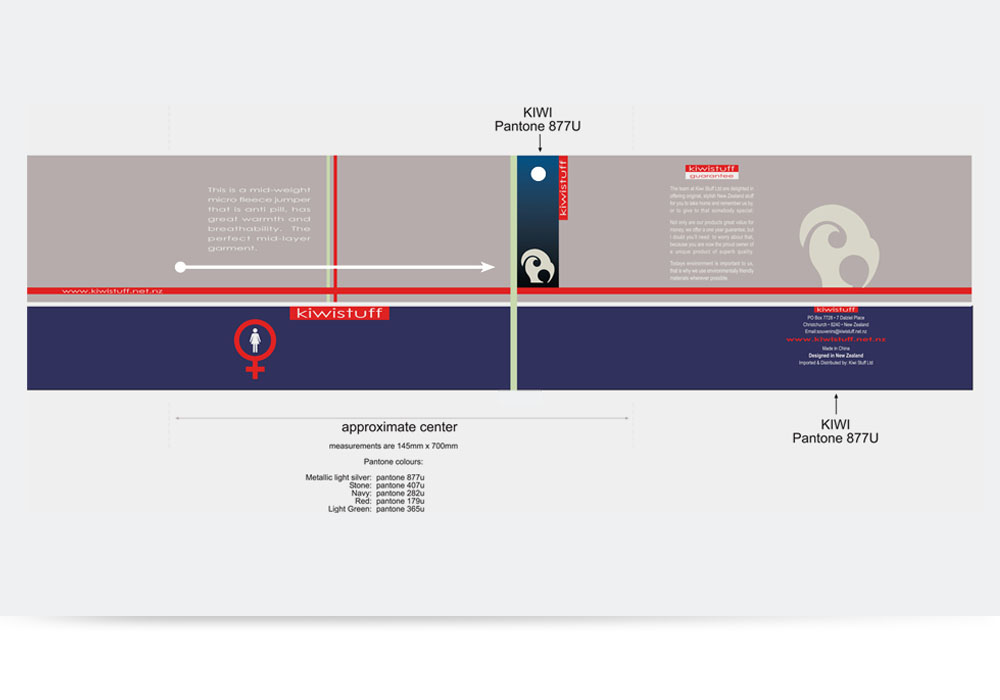 KIWI
Pantone 877U
This is a mid-weight
micro fleece jumper
that is anti pill, has
great warmth and
breathability. The
perfect mid-layer
garment.
www.kiwistuff.net.nz
kiwistuff
kiwistuff
kiwistuff
guarantee
The team at Kiwi Stuff Ltd are delighted in
offering original, stylish New Zealand stuff
for you to take home and remember us by
or to give to that somebody special.
Not only are our products great value for
money, we offer a one year guarantee, but
I should you'll need to worry about that,
because you are now the proud owner of
a unique product of superb quality.
Todays environment is important to us,
that is why we use environmentally friendly
materials wherever possible.
kiwistuff
PO Box 7726 • 7 Dalziel Place
Christchurch • 8240 • New Zealand
Email:souvenirs@kiwistuff.net.nz
www.kiwistuff.net.nz
Made in China
Designed in New Zealand
Imported & Distributed by: Kiwi Stuff Ltd
approximate center
measurements are 145mm x 700mm
Pantone colours:
Metallic light silver: pantone 877u
Stone: pantone 407u
Navy: pantone 282u
Red: pantone 179u
Light Green: pantone 365u
KIWI
Pantone 877U